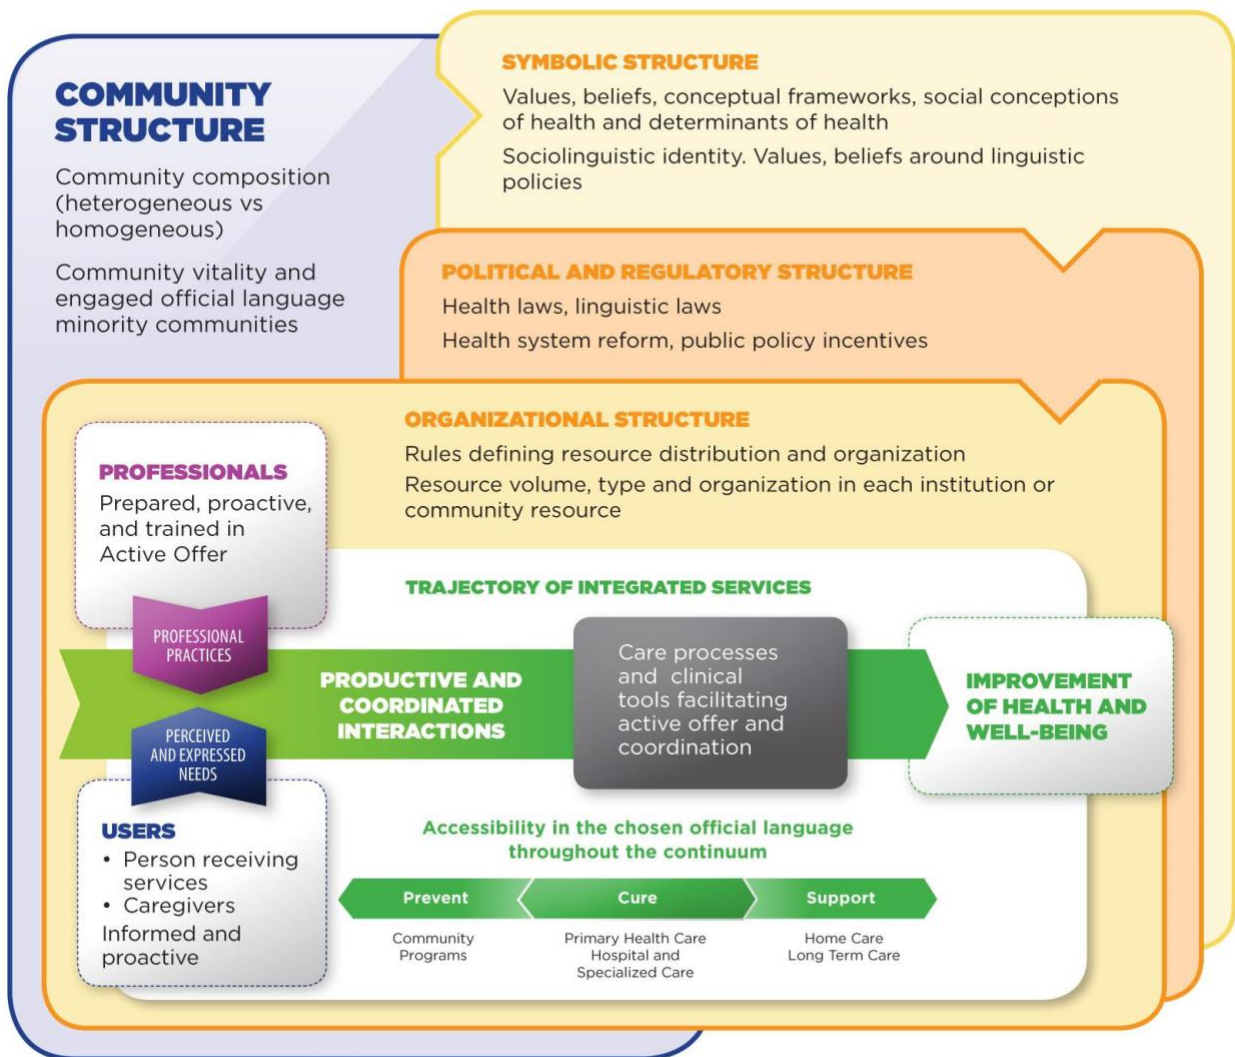 COMMUNITY
STRUCTURE
Community composition
(heterogeneous vs
homogeneous)
Community vitality and
engaged official language
minority communities
SYMBOLIC STRUCTURE
Values, beliefs, conceptual frameworks, social conceptions
of health and determinants of health
Sociolinguistic identity. Values, beliefs around linguistic
policies
POLITICAL AND REGULATORY STRUCTURE
Health laws, linguistic laws
Health system reform, public policy incentives
ORGANIZATIONAL STRUCTURE
Rules defining resource distribution and organization
Resource volume, type and organization in each institution or
community resource
PROFESSIONALS
Prepared, proactive,
and trained in
Active Offer
PROFESSIONAL
PRACTICES
PERCEIVED
AND EXPRESSED
NEEDS
USERS
• Person receiving
services
• Caregivers
Informed and
proactive
TRAJECTORY OF INTEGRATED SERVICES
PRODUCTIVE AND
COORDINATED
INTERACTIONS
Care processes
and clinical
tools facilitating
active offer and
coordination
IMPROVEMENT
OF HEALTH AND
WELL-BEING
Accessibility in the chosen official language
throughout the continuum
Prevent
Cure
Support
Community
Programs
Primary Health Care
Hospital and
Specialized Care
Home Care
Long Term Care